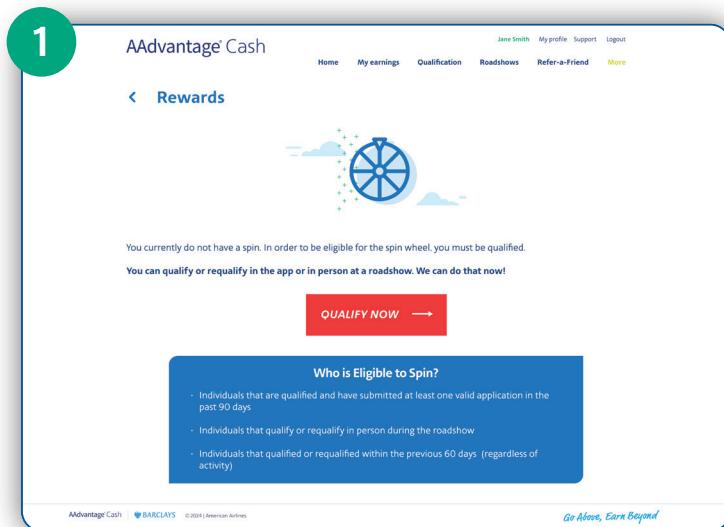 1
AAdvantage® Cash
Jane Smith My profile Support Logout
Home My earnings Qualification Roadshows Refer-a-Friend More
< Rewards
You currently do not have a spin. In order to be eligible for the spin wheel, you must be qualified.
You can qualify or requalify in the app or in person at a roadshow. We can do that now!
QUALIFY NOW →
Who is Eligible to Spin?
· Individuals that are qualified and have submitted at least one valid application in the
past 90 days
· Individuals that qualify or requalify in person during the roadshow
· Individuals that qualified or requalified within the previous 60 days (regardless of
activity)
AAdvantage® Cash BARCLAYS ©2024 | American Airlines Go Above, Earn Beyond